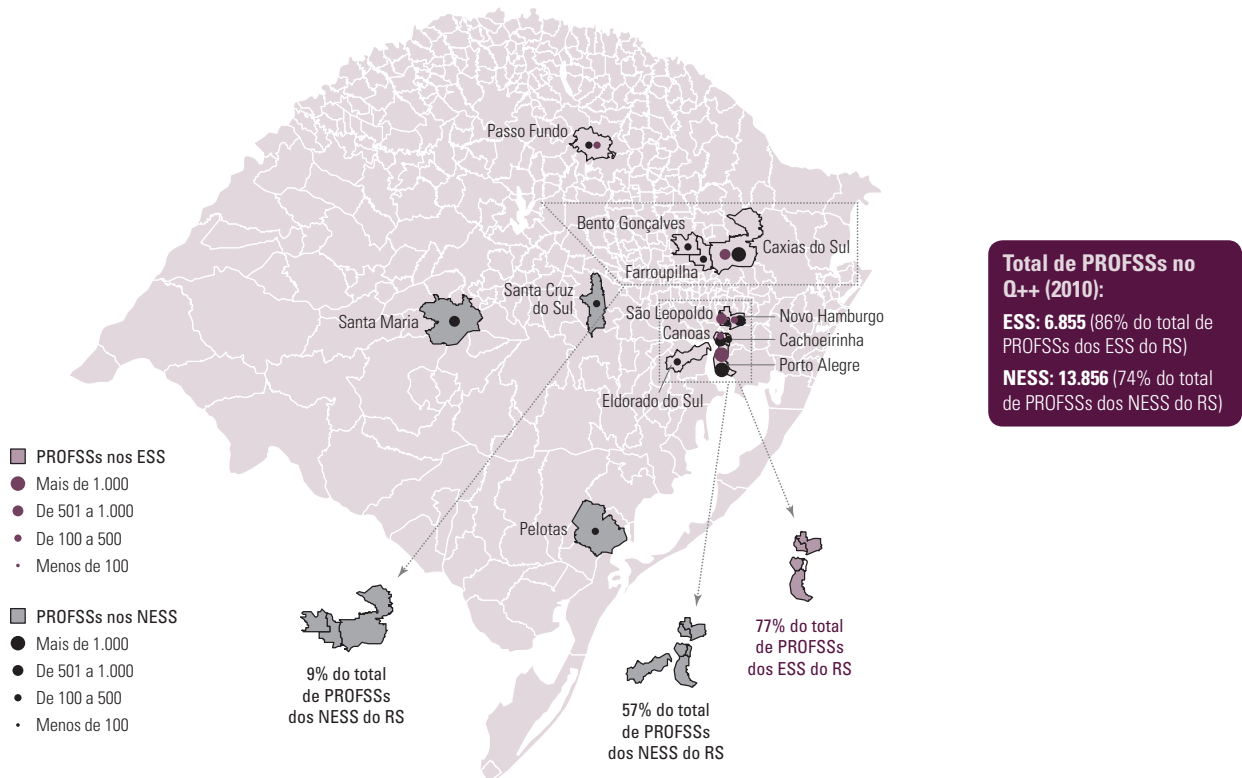 Passo Fundo
Bento Gonçalves
Caxias do Sul
Farroupilha
Santa Cruz
do Sul
Santa Maria
São Leopoldo
Novo Hamburgo
Canoas
Cachoeirinha
Porto Alegre
Eldorado do Sul
Pelotas
Total de PROFSSs no
Q++ (2010):
ESS: 6.855 (86% do total de
PROFSSs dos ESS do RS)
NESS: 13.856 (74% do total
de PROFSSs dos NESS do RS)
PROFSSs nos ESS
Mais de 1.000
De 501 a 1.000
De 100 a 500
Menos de 100
PROFSSs nos NESS
Mais de 1.000
De 501 a 1.000
De 100 a 500
Menos de 100
9% do total
de PROFSSs
dos NESS do RS
57% do total
de PROFSSs
dos NESS do RS
77% do total
de PROFSSs
dos ESS do RS